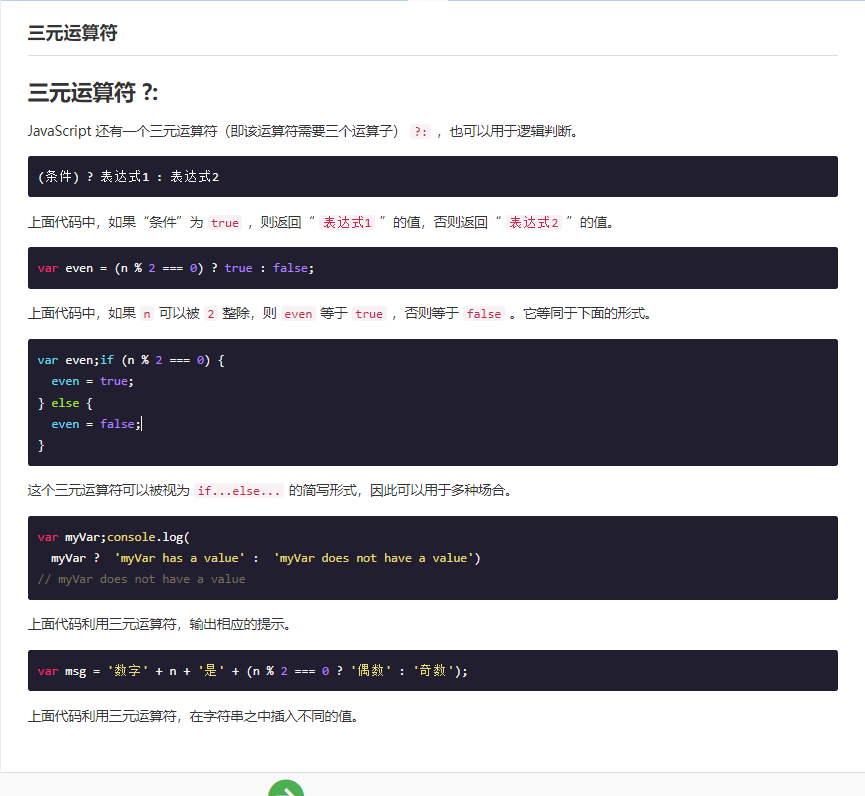 三元运算符
三元运算符 ?:
JavaScript 还有一个三元运算符（即该运算符需要三个运算子） ?: ，也可以用于逻辑判断。
(条件) ? 表达式1 : 表达式2
上面代码中，如果“条件”为 true ，则返回“ 表达式1 ”的值，否则返回“ 表达式2 ”的值。
var even = (n % 2 === 0) ? true : false;
上面代码中，如果 n 可以被 2 整除，则 even 等于 true ，否则等于 false 。它等同于下面的形式。
var even;if (n % 2 === 0) {
  even = true;
} else {
  even = false;
}
这个三元运算符可以被视为 if...else... 的简写形式，因此可以用于多种场合。
var myVar;console.log(
  myVar ?  'myVar has a value' :  'myVar does not have a value')
// myVar does not have a value
上面代码利用三元运算符，输出相应的提示。
var msg = '数字' + n + '是' + (n % 2 === 0 ? '偶数' : '奇数');
上面代码利用三元运算符，在字符串之中插入不同的值。